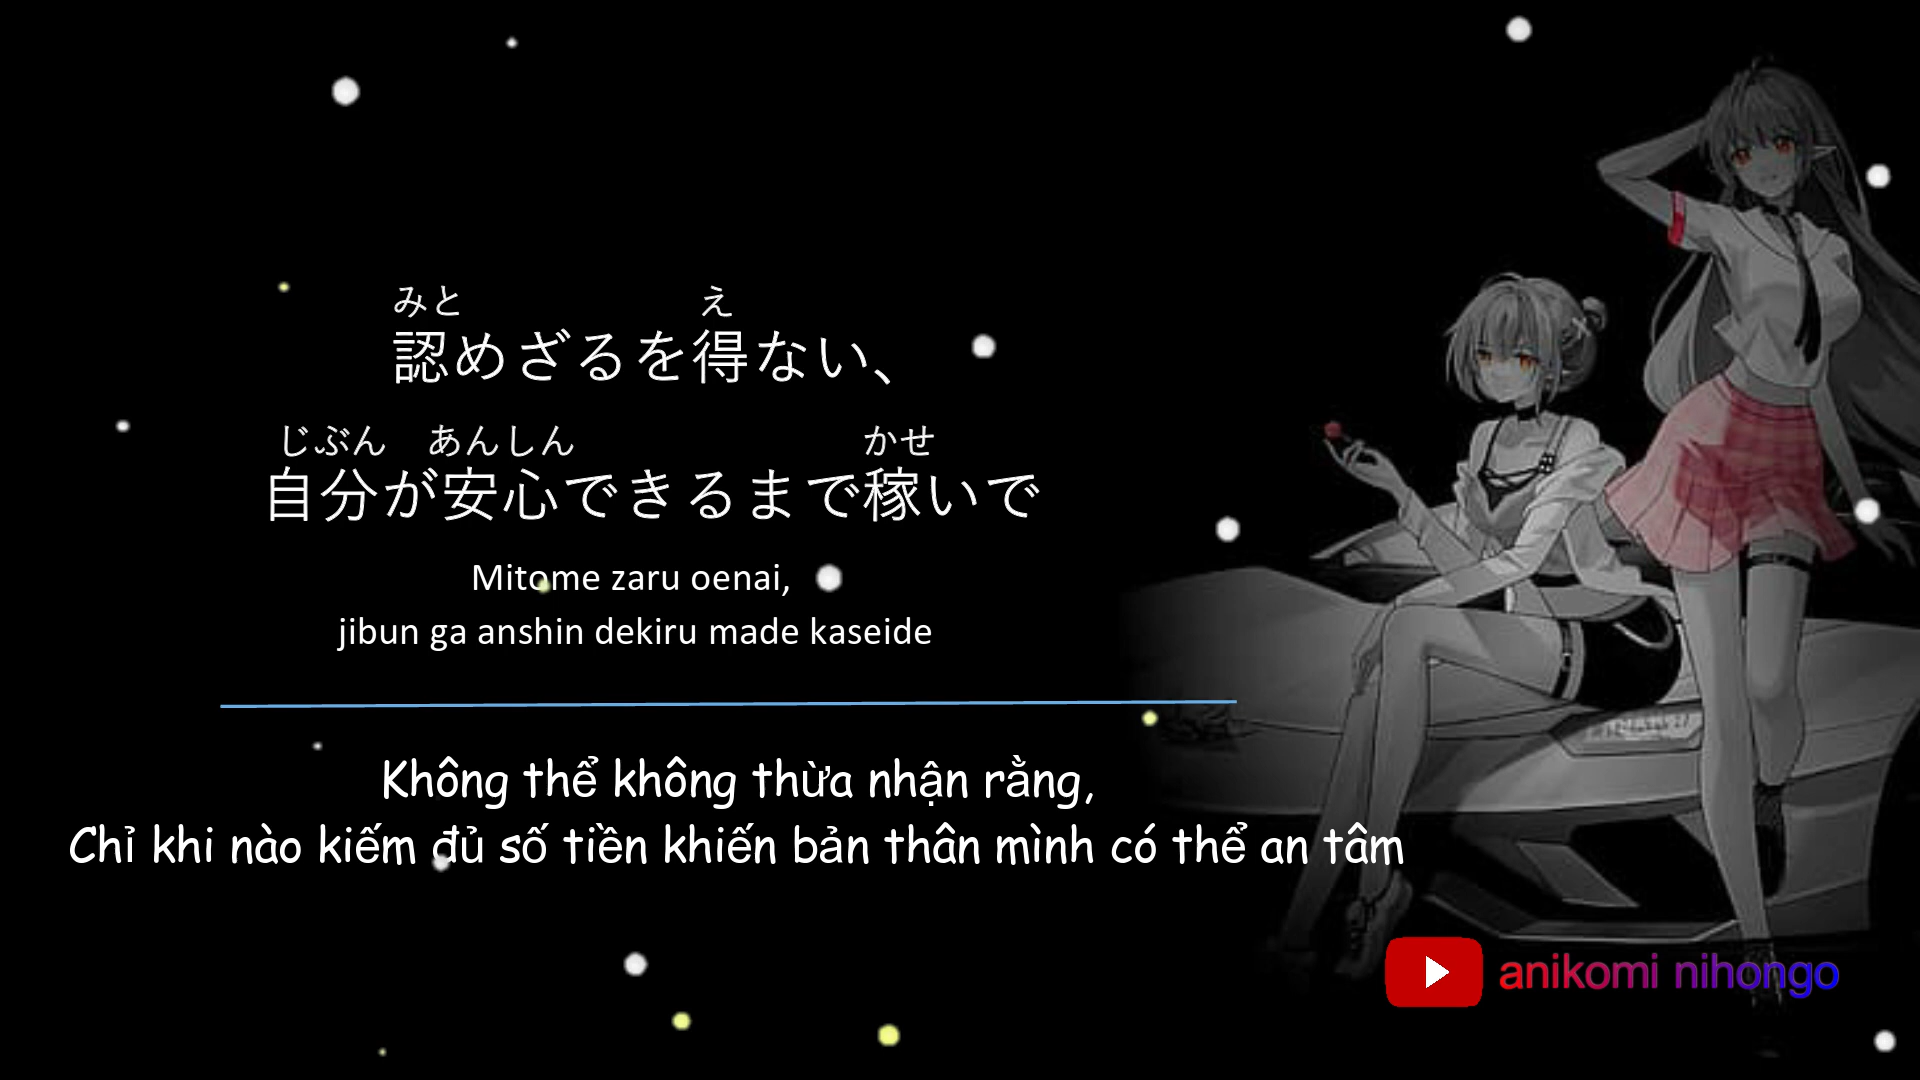 みと　え
認めざるを得ない、
じぶん　あんしん　かせ
自分が安心できるまで稼いで
Mitome zaru oenai,
jibun ga anshin dekiru made kaseide
Không thể không thừa nhận rằng,
Chỉ khi nào kiếm đủ số tiền khiến bản thân mình có thể an tâm
anikomi nihongo